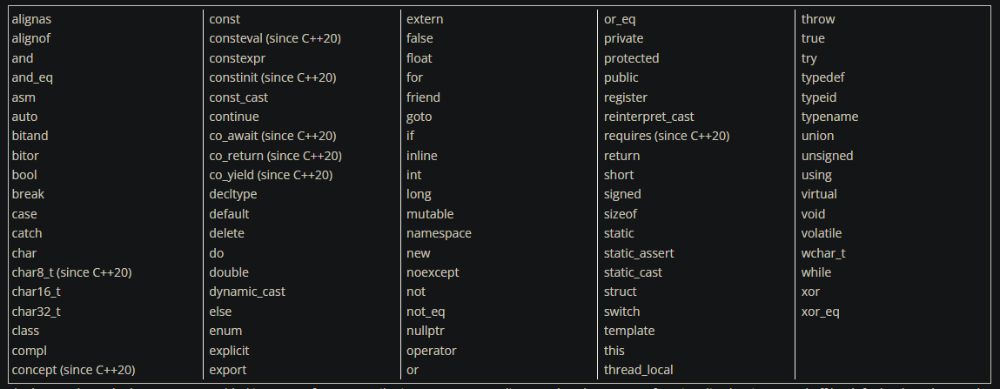 alignas
alignof
and
and_eq
asm
auto
bitand
bitor
bool
break
case
catch
char
char8_t (since C++20)
char16_t
char32_t
class
compl
concept (since C++20)
const
consteval (since C++20)
constexpr
constinit (since C++20)
const_cast
continue
co_await (since C++20)
co_return (since C++20)
co_yield (since C++20)
decltype
default
delete
do
double
dynamic_cast
else
enum
explicit
export
extern
false
float
for
friend
goto
if
inline
int
long
mutable
namespace
new
noexcept
not
not_eq
nullptr
operator
or
or_eq
private
protected
public
register
reinterpret_cast
requires (since C++20)
return
short
signed
sizeof
static
static_assert
static_cast
struct
switch
template
this
thread_local
throw
true
try
typedef
typeid
typename
union
unsigned
using
virtual
void
volatile
wchar_t
while
xor
xor_eq